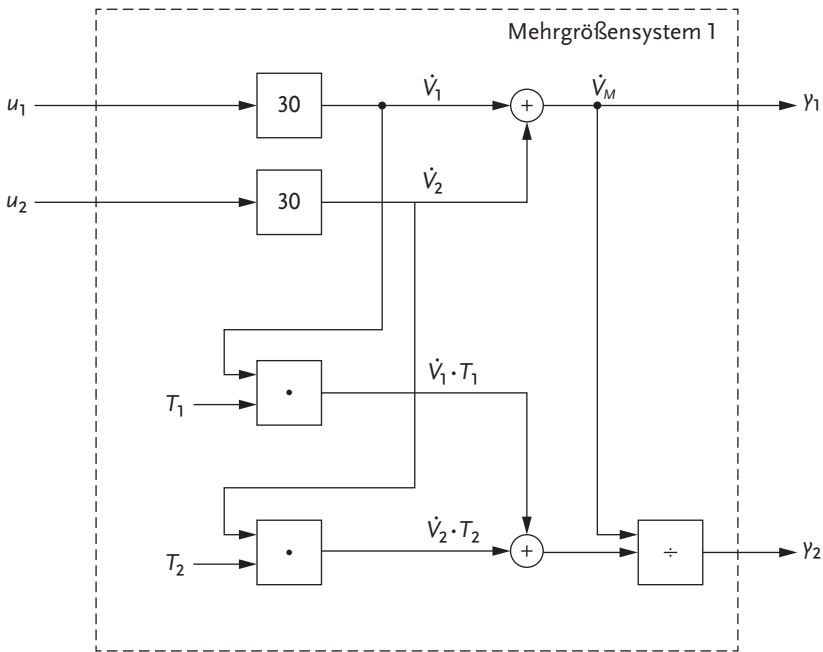 Mehrgrößensystem 1
u₁ 30 V̇₁ + V̇_M y₁
u₂ 30 V̇₂
V̇₁ · T₁
T₁ ·
V̇₂ · T₂
· + ÷ y₂
T₂